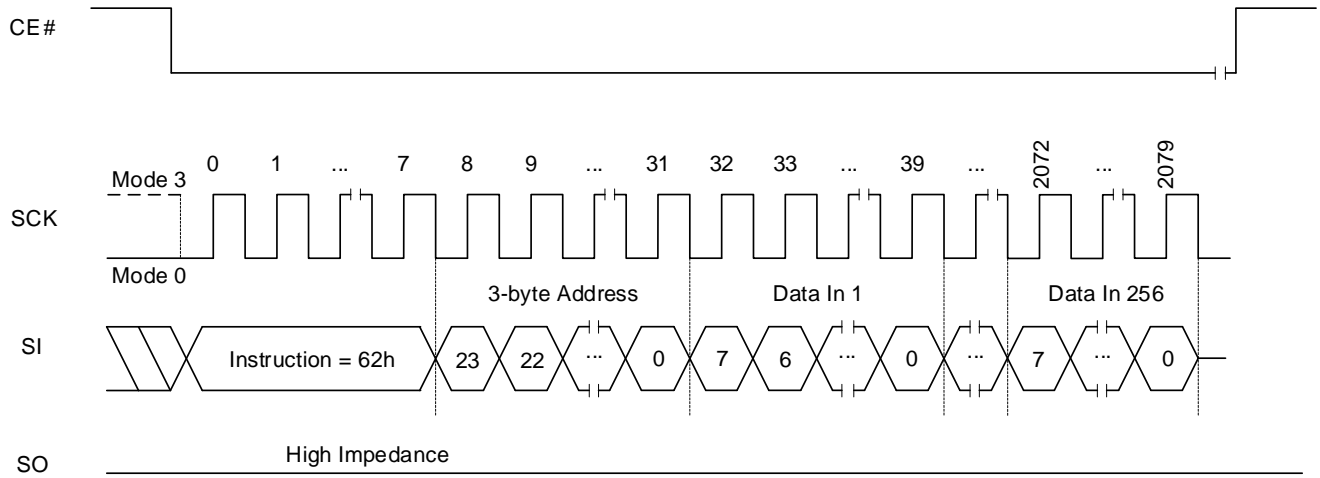 CE#
0 1 ... 7 8 9 ... 31 32 33 ... 39 ... 2072 ... 2079
Mode 3
SCK
Mode 0
3-byte Address Data In 1 Data In 256
SI Instruction = 62h 23 22 ... 0 7 6 ... 0 ... 7 ... 0
High Impedance
SO